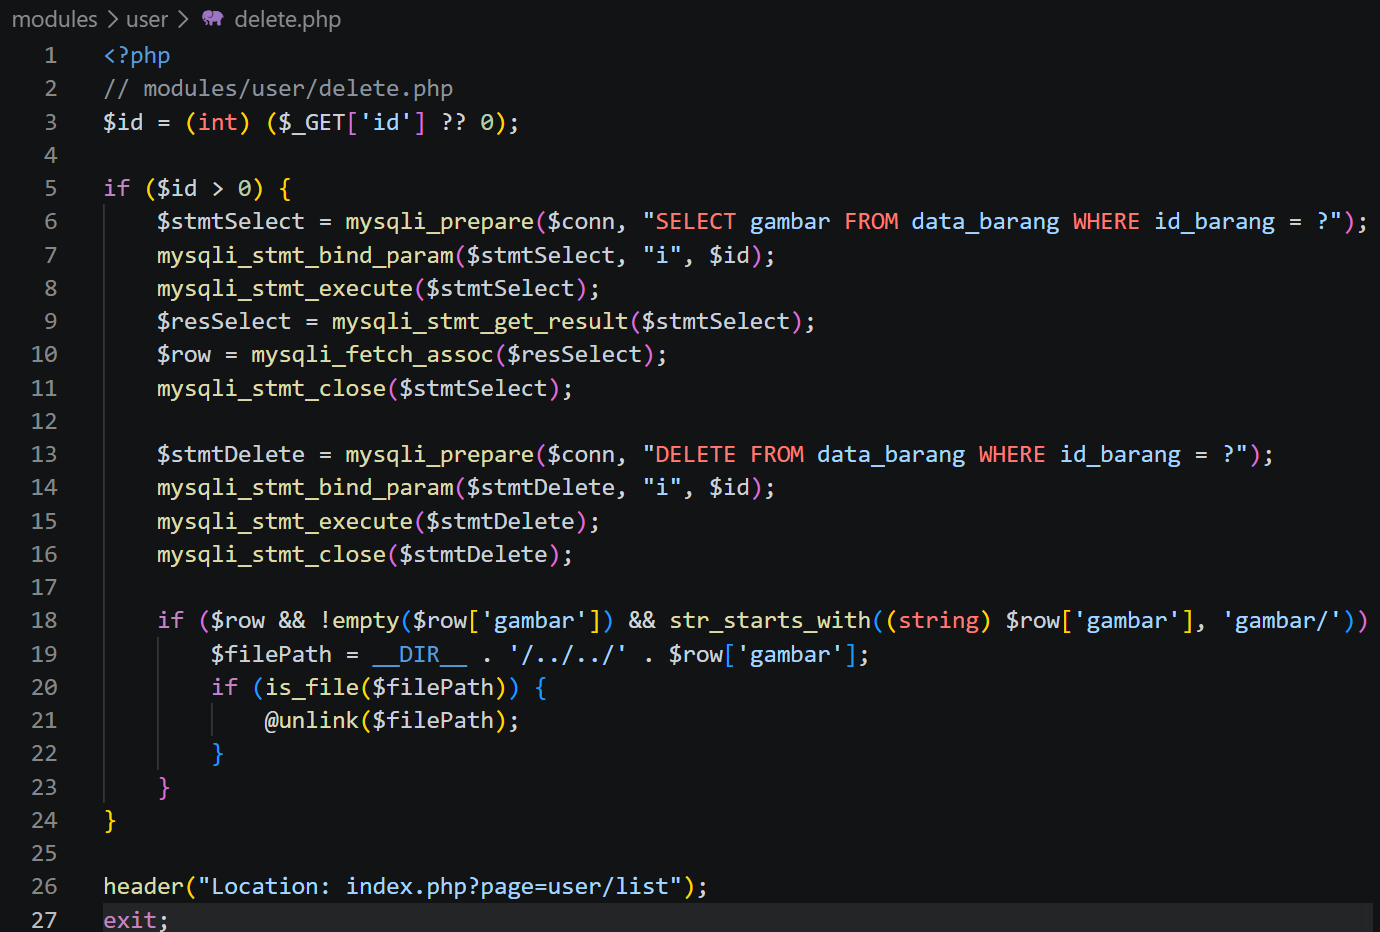 modules > user > delete.php
1 <?php
2 // modules/user/delete.php
3 $id = (int) ($_GET['id'] ?? 0);
4
5 if ($id > 0) {
6     $stmtSelect = mysqli_prepare($conn, "SELECT gambar FROM data_barang WHERE id_barang = ?");
7     mysqli_stmt_bind_param($stmtSelect, "i", $id);
8     mysqli_stmt_execute($stmtSelect);
9     $resSelect = mysqli_stmt_get_result($stmtSelect);
10     $row = mysqli_fetch_assoc($resSelect);
11     mysqli_stmt_close($stmtSelect);
12
13     $stmtDelete = mysqli_prepare($conn, "DELETE FROM data_barang WHERE id_barang = ?");
14     mysqli_stmt_bind_param($stmtDelete, "i", $id);
15     mysqli_stmt_execute($stmtDelete);
16     mysqli_stmt_close($stmtDelete);
17
18     if ($row && !empty($row['gambar']) && str_starts_with((string) $row['gambar'], 'gambar/'))
19         $filePath = __DIR__ . '/../../' . $row['gambar'];
20         if (is_file($filePath)) {
21             @unlink($filePath);
22         }
23     }
24 }
25
26 header("Location: index.php?page=user/list");
27 exit;